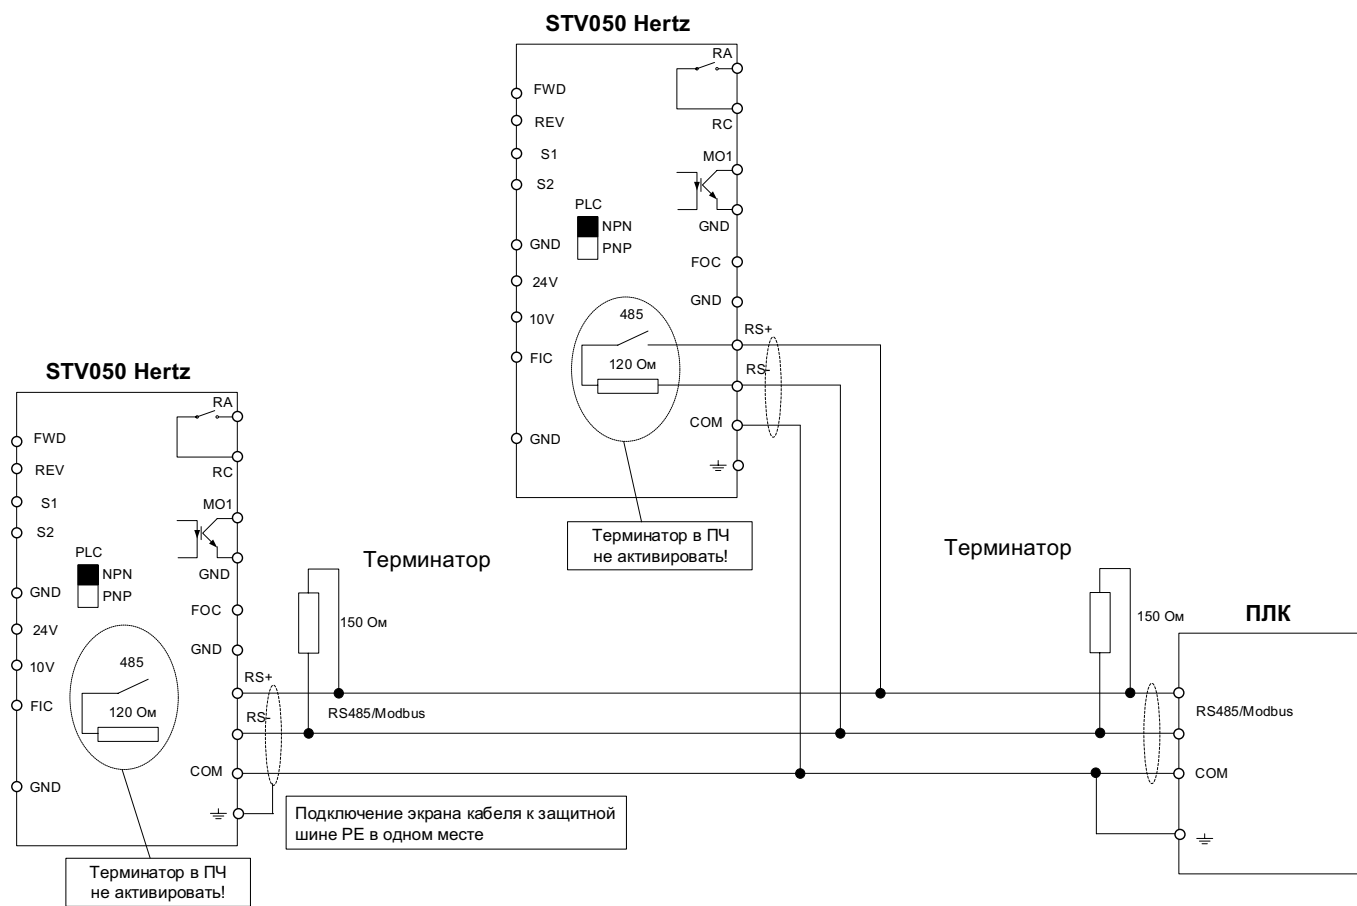 STV050 Hertz
RA
FWD
REV
RC
S1
MO1
S2
PLC
NPN
GND
PNP
GND
FOC
24V
GND
10V
485
RS+
FIC
120 Ом
RS-
COM
GND
Терминатор в ПЧ
не активировать!
STV050 Hertz
RA
FWD
REV
RC
S1
MO1
S2
PLC
NPN
GND
PNP
GND
FOC
24V
GND
10V
485
RS+
FIC
120 Ом
RS-
COM
GND
Терминатор в ПЧ
не активировать!
Терминатор
150 Ом
RS485/Modbus
Подключение экрана кабеля к защитной
шине PE в одном месте
Терминатор
150 Ом
ПЛК
RS485/Modbus
COM